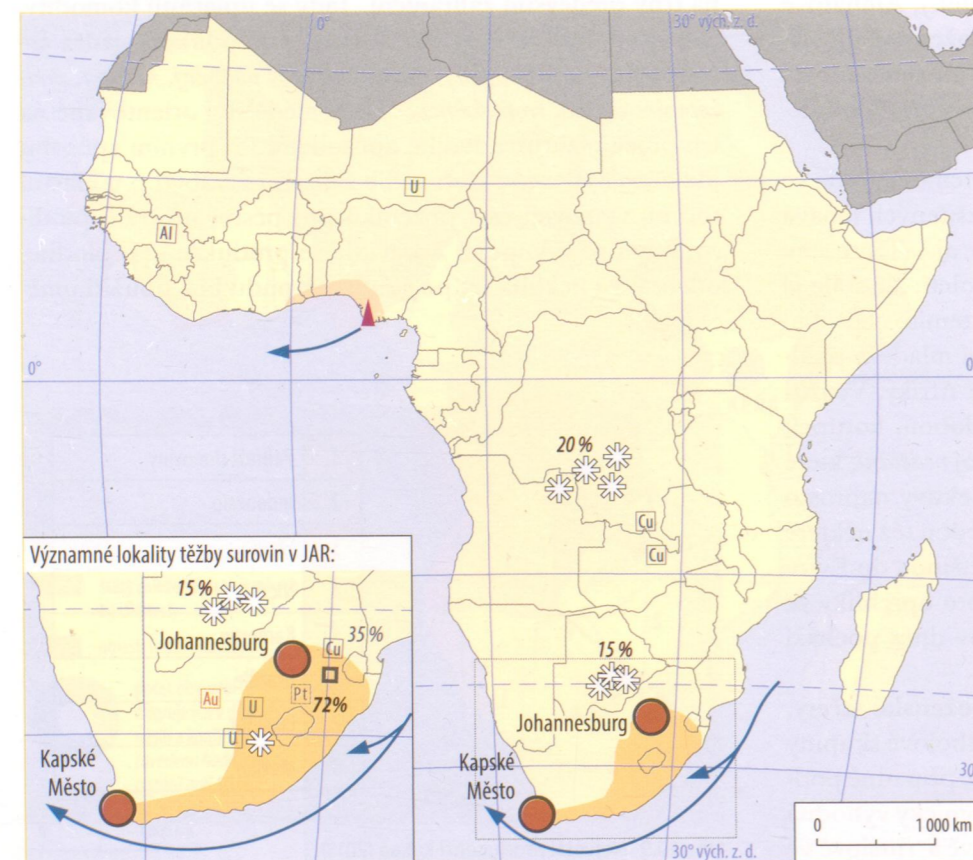 0°
30° vých. z. d.
U
Al
0°
0
20 %
Cu
Cu
Významné lokality těžby surovin v JAR:
15 %
Johannesburg
35 %
Cu
Au
U
Pt
72%
U
Kapské
Město
15 %
Johannesburg
Kapské
Město
30
0
1 000 km
30° vých. z. d.